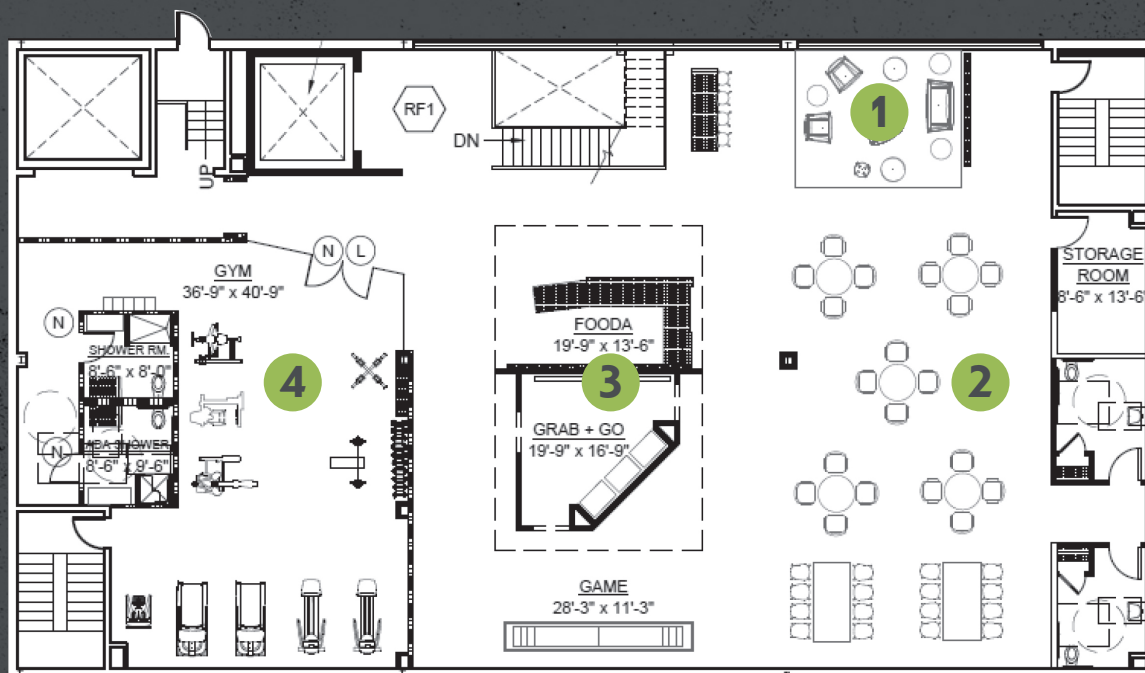 RF1
1
DN
UP
N L
GYM
36'-9" x 40'-9"
STORAGE
ROOM
8'-6" x 13'-6"
N
FOODA
19'-9" x 13'-6"
SHOWER RM.
8'-6" x 8'-0"
4
3
2
GRAB + GO
19'-9" x 16'-9"
ADA SHOWER
8'-6" x 9'-6"
N
GAME
28'-3" x 11'-3"